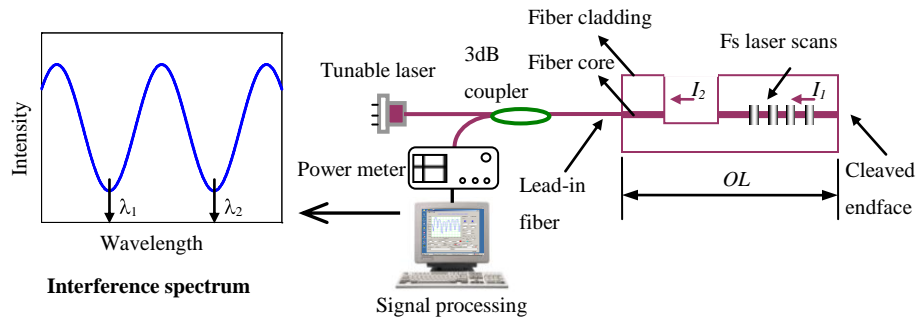 Intensity
λ1
λ2
Wavelength
Interference spectrum
Tunable laser
3dB
coupler
Power meter
Signal processing
Fiber cladding
Fiber core
Fs laser scans
I2
I1
Lead-in
fiber
OL
Cleaved
endface